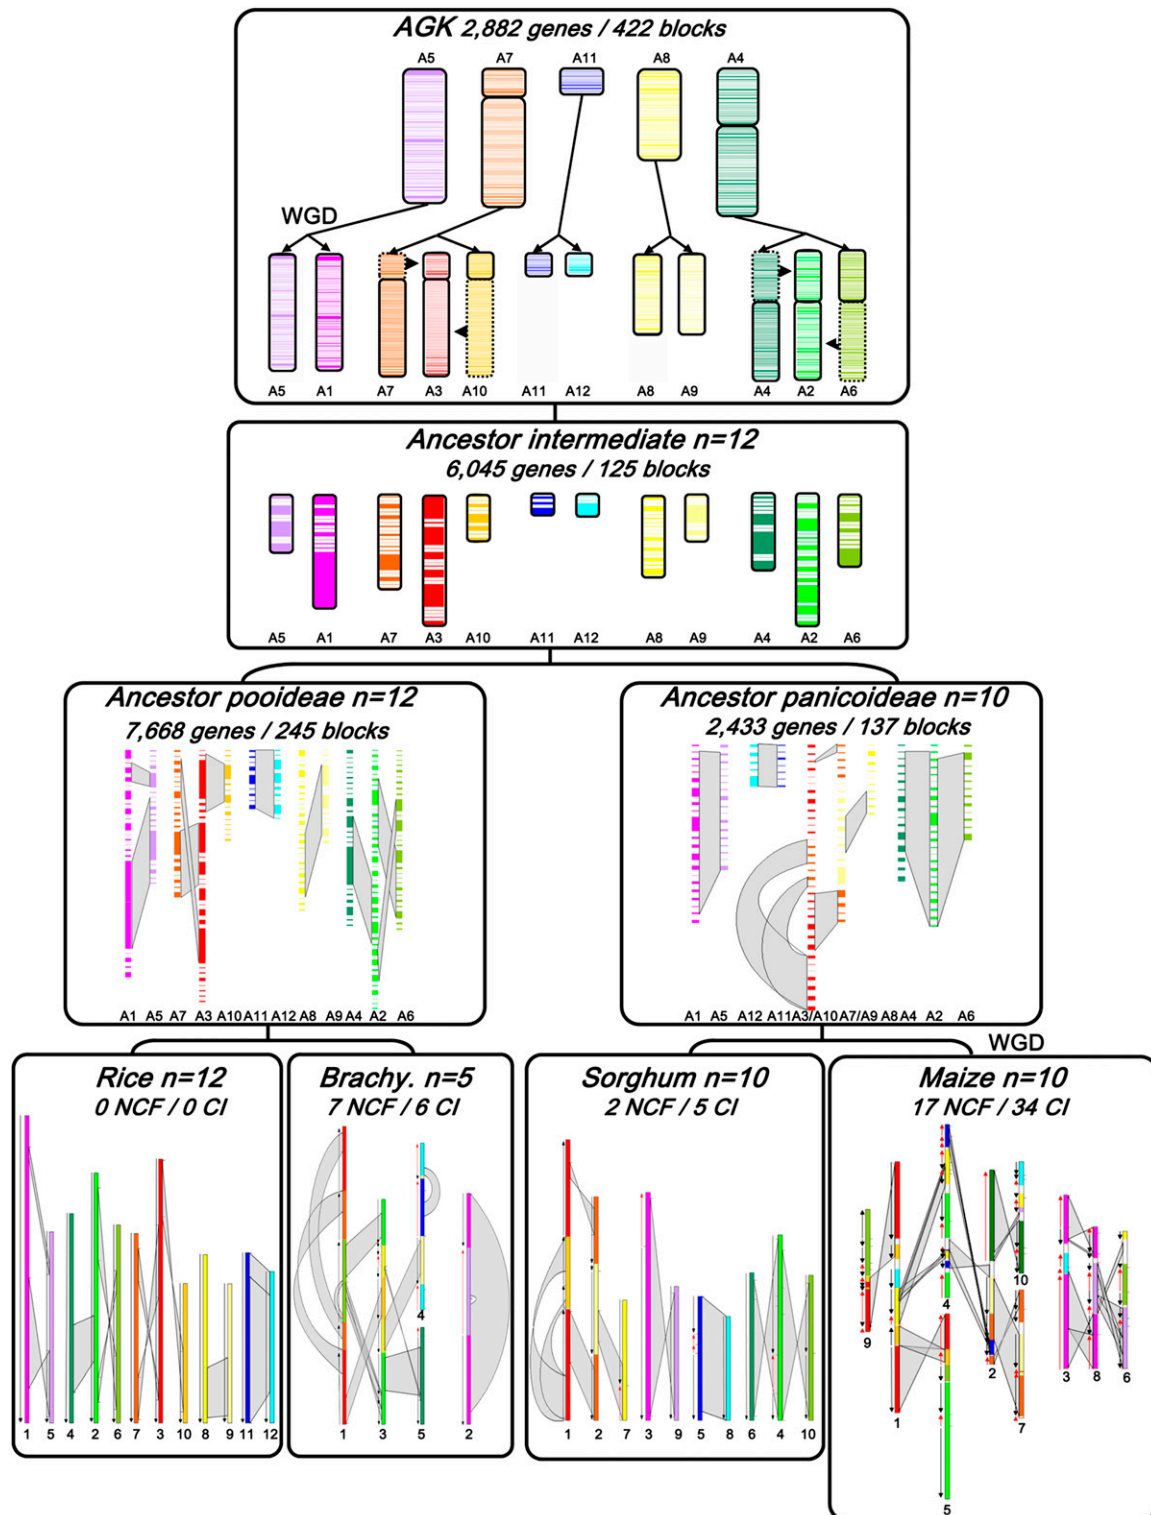 AGK 2,882 genes / 422 blocks
A5 A7 A11 A8 A4
WGD
A5 A1 A7 A3 A10 A11 A12 A8 A9 A4 A2 A6
Ancestor intermediate n=12
6,045 genes / 125 blocks
A5 A1 A7 A3 A10 A11 A12 A8 A9 A4 A2 A6
Ancestor pooideae n=12
7,668 genes / 245 blocks
A1 A5 A7 A3 A10 A11 A12 A8 A9 A4 A2 A6
Ancestor panicoideae n=10
2,433 genes / 137 blocks
A1 A5 A12 A11 A3/A10 A7/A9 A8 A4 A2 A6
WGD
Rice n=12
0 NCF / 0 CI
1 5 4 2 6 7 3 10 8 9 11 12
Brachy. n=5
7 NCF / 6 CI
4
1 3 5 2
Sorghum n=10
2 NCF / 5 CI
1 2 7 3 9 5 8 6 4 10
Maize n=10
17 NCF / 34 CI
10
4
9
2
3 8 6
1
7
5